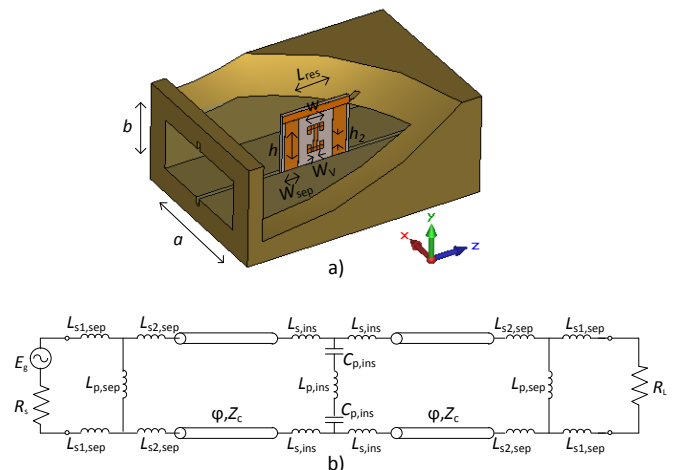 L_res
b
W
h
h_2
W_V
W_sep
a
y
x
z
a)
L_s1,sep L_s2,sep L_s,ins L_s,ins L_s2,sep L_s1,sep
C_p,ins
E_g
L_p,sep L_p,ins L_p,sep R_L
R_s
C_p,ins
φ,Z_c φ,Z_c
L_s1,sep L_s2,sep L_s,ins L_s,ins L_s2,sep L_s1,sep
b)